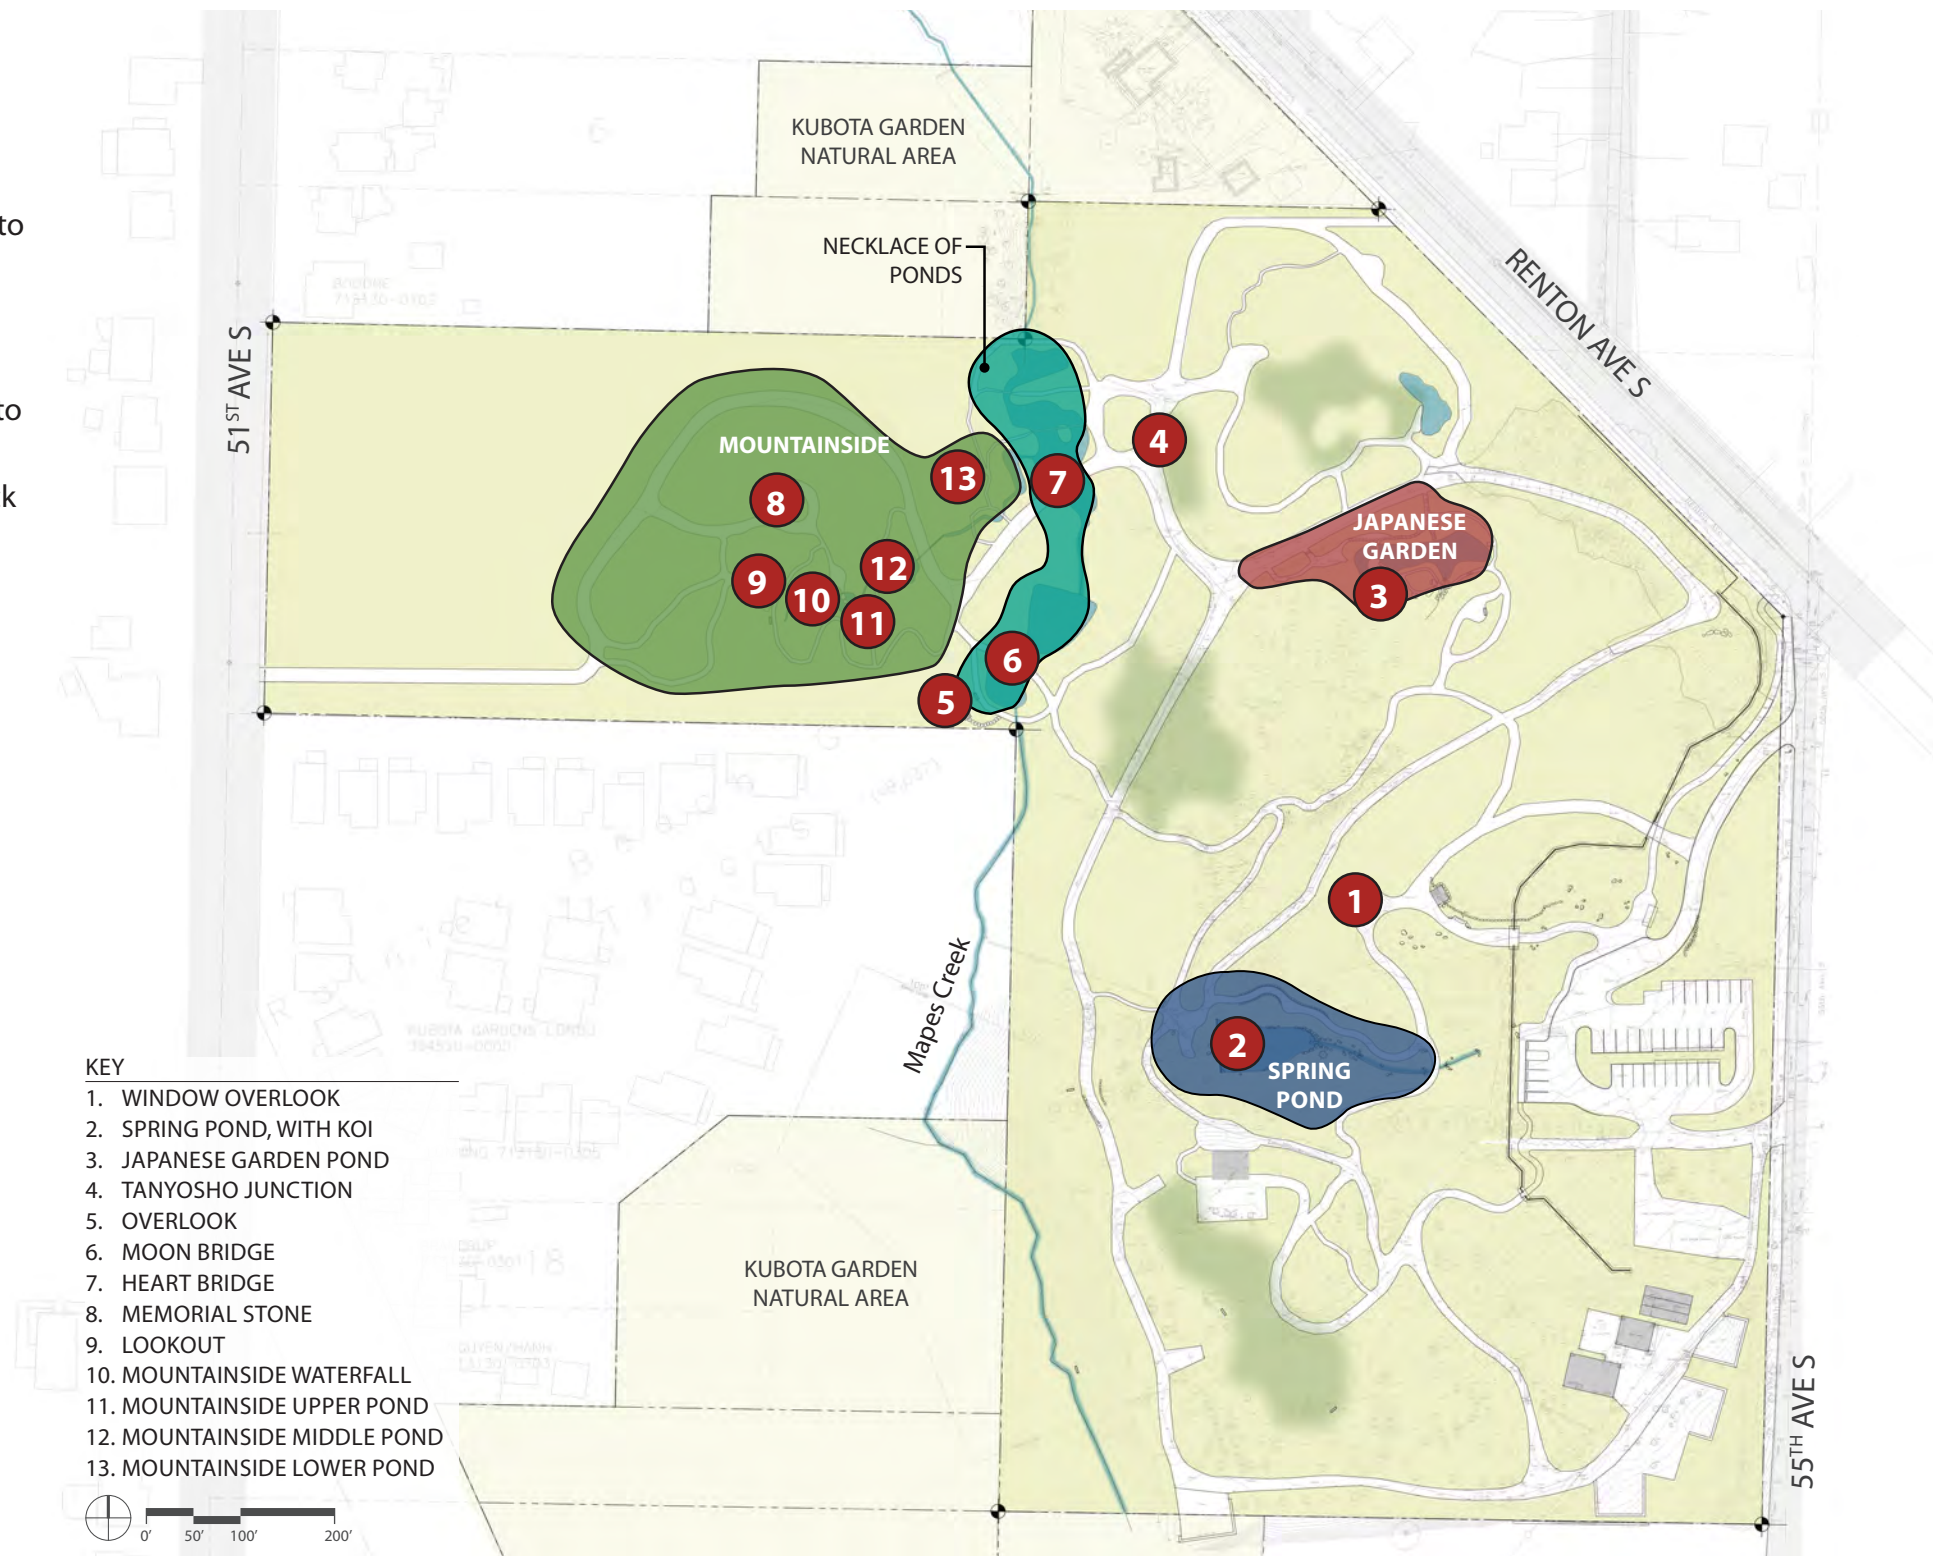 to
to
k
KUBOTA GARDEN
NATURAL AREA
NECKLACE OF
PONDS
RENTON AVE S
51ST AVE S
MOUNTAINSIDE
4
13
7
8
JAPANESE
GARDEN
12
9
10
3
11
6
5
1
Mapes Creek
2
SPRING
POND
KUBOTA GARDEN
NATURAL AREA
55TH AVE S
KEY
1. WINDOW OVERLOOK
2. SPRING POND, WITH KOI
3. JAPANESE GARDEN POND
4. TANYOSHO JUNCTION
5. OVERLOOK
6. MOON BRIDGE
7. HEART BRIDGE
8. MEMORIAL STONE
9. LOOKOUT
10. MOUNTAINSIDE WATERFALL
11. MOUNTAINSIDE UPPER POND
12. MOUNTAINSIDE MIDDLE POND
13. MOUNTAINSIDE LOWER POND
0' 50' 100' 200'